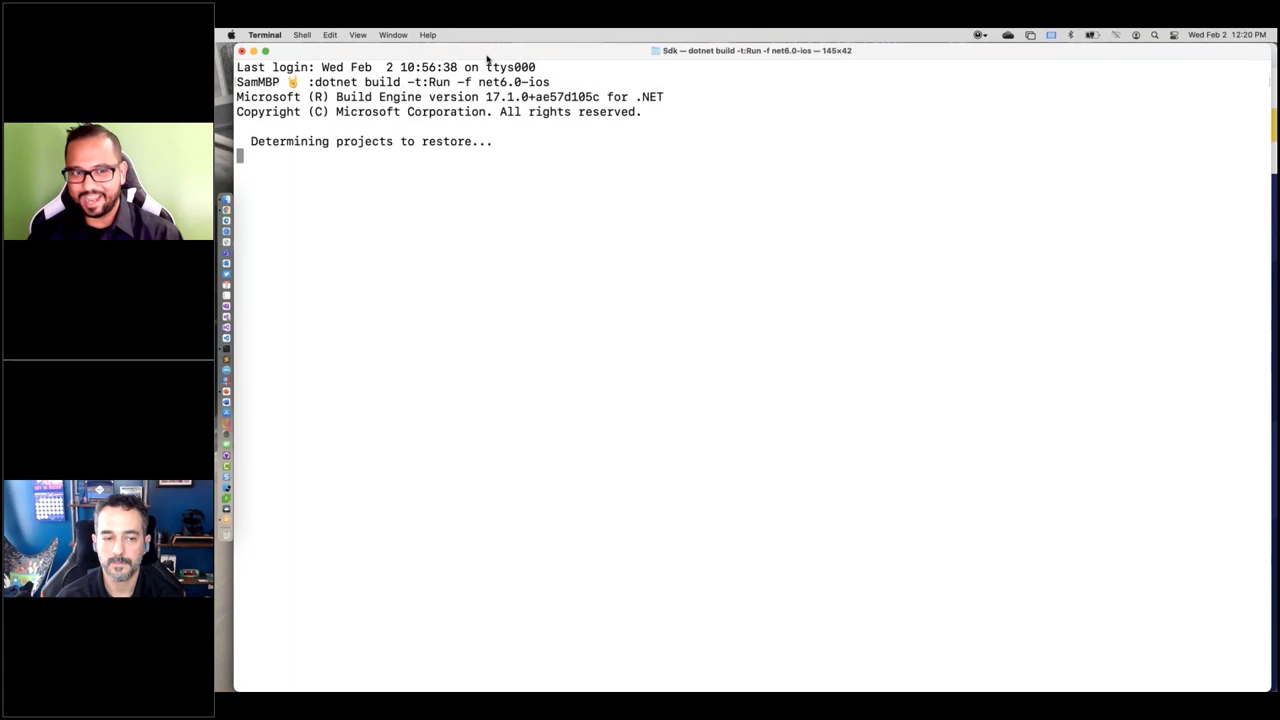 Terminal Shell Edit View Window Help Wed Feb 2 12:20 PM
Sdk — dotnet build -t:Run -f net6.0-ios — 145×42
Last login: Wed Feb  2 10:56:38 on ttys000
SamMBP 🤘 :dotnet build -t:Run -f net6.0-ios
Microsoft (R) Build Engine version 17.1.0+ae57d105c for .NET
Copyright (C) Microsoft Corporation. All rights reserved.
Determining projects to restore...